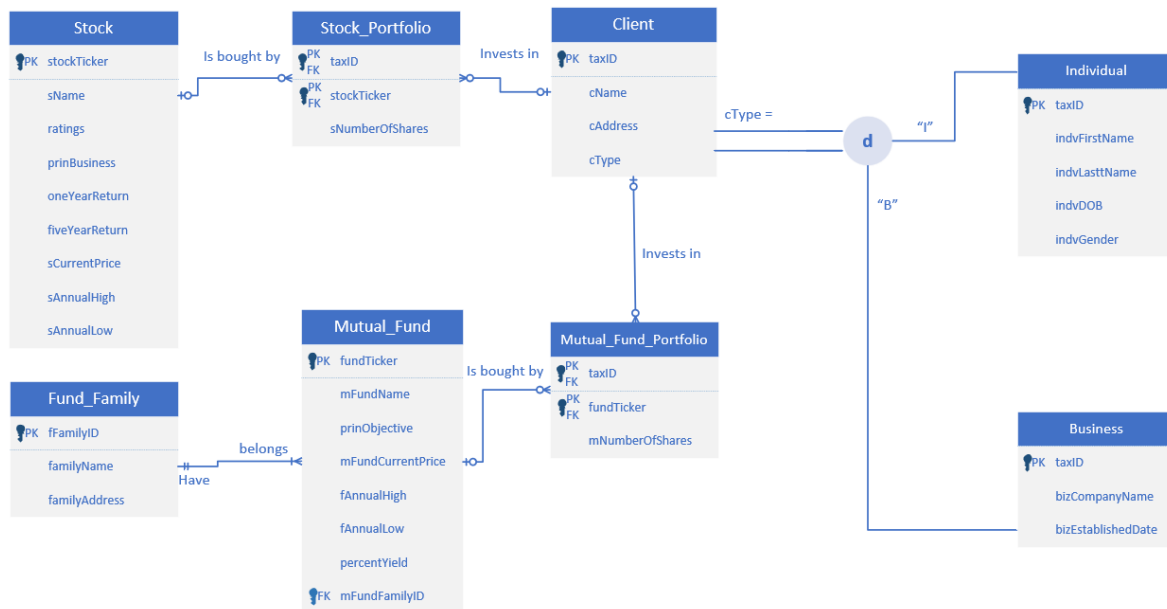 Stock
PK stockTicker
sName
ratings
prinBusiness
oneYearReturn
fiveYearReturn
sCurrentPrice
sAnnualHigh
sAnnualLow
Is bought by
Stock_Portfolio
PK
FK taxID
PK
FK stockTicker
sNumberOfShares
Invests in
Client
PK taxID
cName
cAddress
cType
cType =
d
"I"
"B"
Individual
PK taxID
indvFirstName
indvLasttName
indvDOB
indvGender
Invests in
Fund_Family
PK fFamilyID
familyName
familyAddress
belongs
Have
Mutual_Fund
PK fundTicker
mFundName
prinObjective
mFundCurrentPrice
fAnnualHigh
fAnnualLow
percentYield
FK mFundFamilyID
Is bought by
Mutual_Fund_Portfolio
PK
FK taxID
PK
FK fundTicker
mNumberOfShares
Business
PK taxID
bizCompanyName
bizEstablishedDate